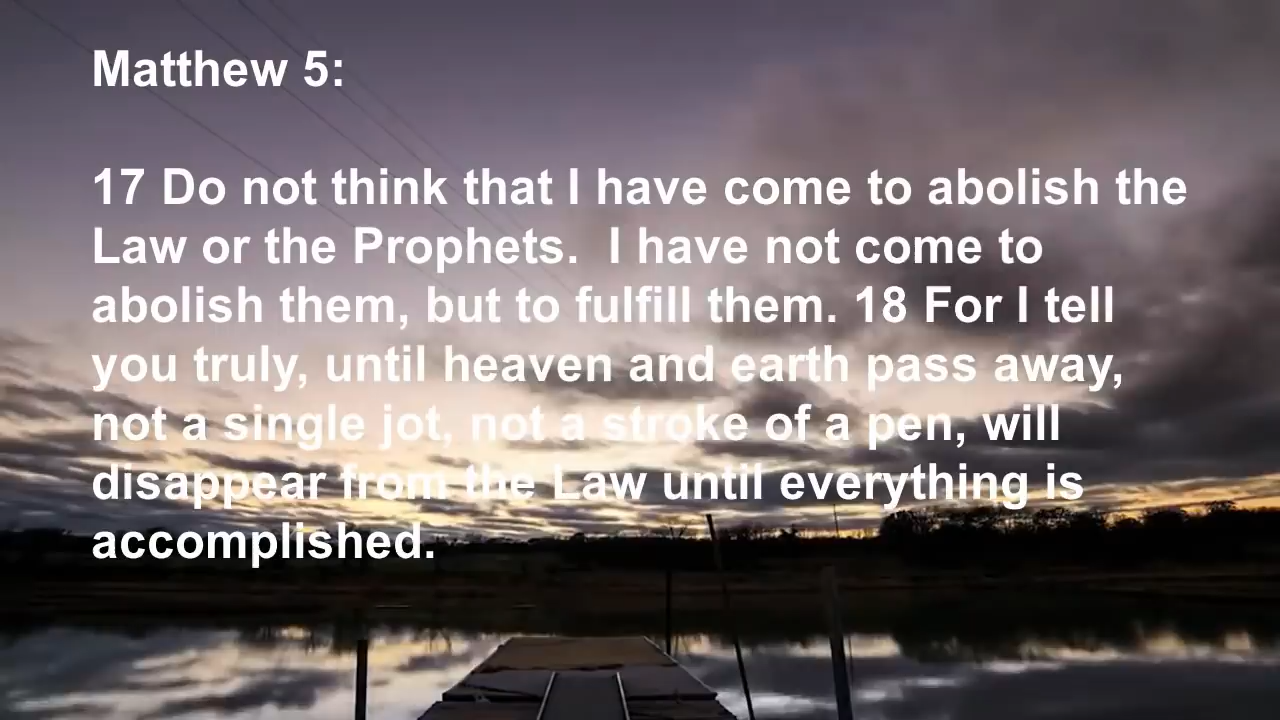 Matthew 5:
17 Do not think that I have come to abolish the
Law or the Prophets.  I have not come to
abolish them, but to fulfill them. 18 For I tell
you truly, until heaven and earth pass away,
not a single jot, not a stroke of a pen, will
disappear from the Law until everything is
accomplished.